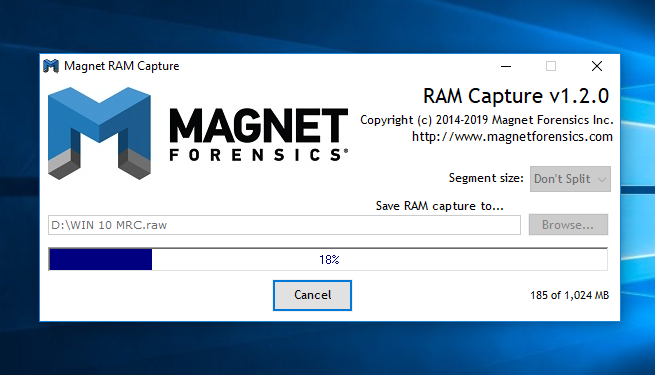 Magnet RAM Capture
MAGNET
FORENSICS®
RAM Capture v1.2.0
Copyright (c) 2014-2019 Magnet Forensics Inc.
http://www.magnetforensics.com
Segment size: Don't Split
Save RAM capture to...
D:\WIN 10 MRC.raw Browse...
18%
Cancel 185 of 1,024 MB